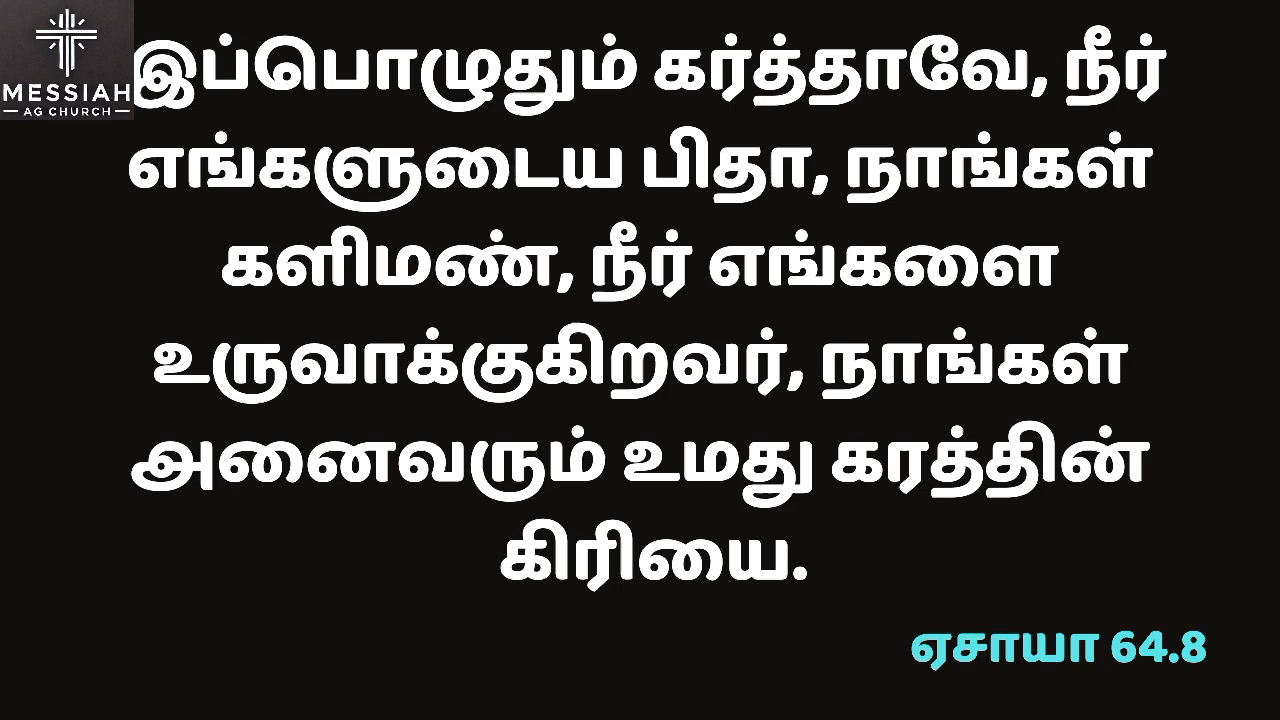 MESSIAH
AG CHURCH
இப்பொழுதும் கர்த்தாவே, நீர்
எங்களுடைய பிதா, நாங்கள்
களிமண், நீர் எங்களை
உருவாக்குகிறவர், நாங்கள்
அனைவரும் உமது கரத்தின்
கிரியை.
ஏசாயா 64.8